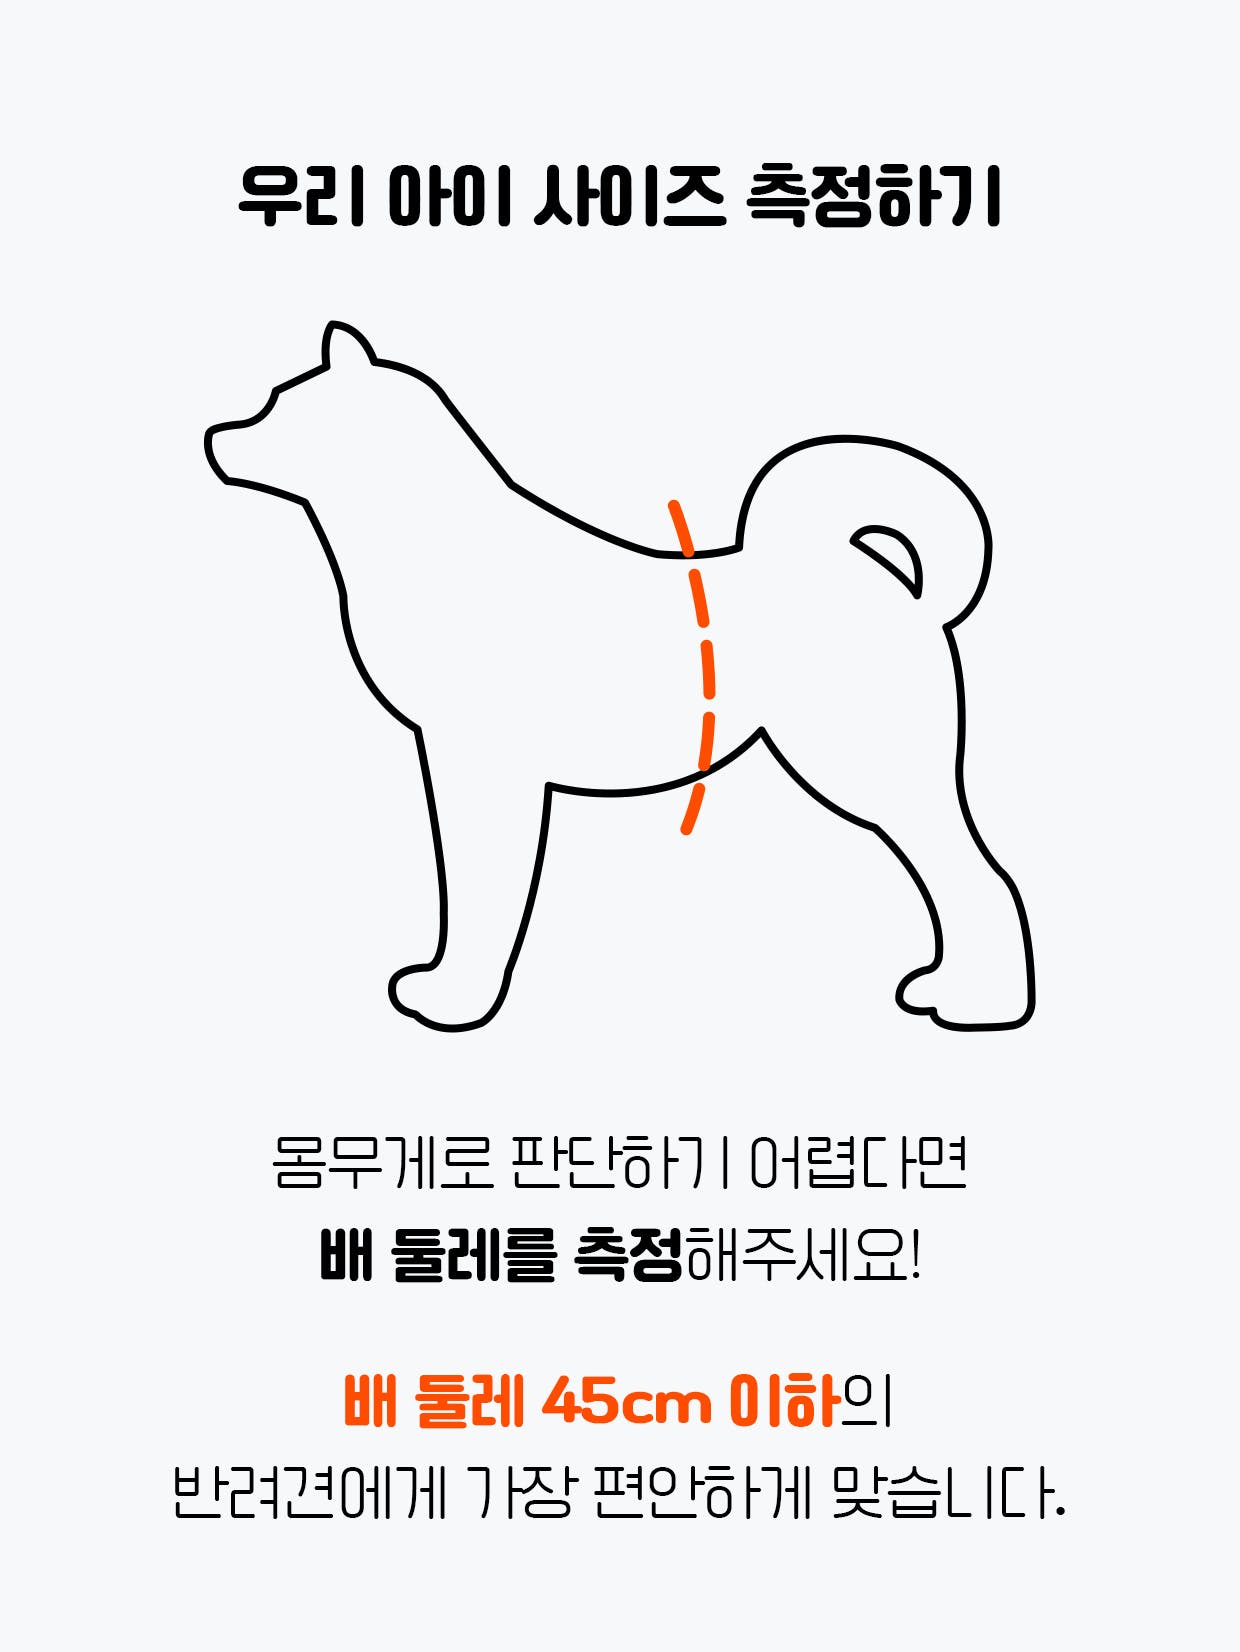 우리 아이 사이즈 측정하기
몸무게로 판단하기 어렵다면
배 둘레를 측정해주세요!
배 둘레 45cm 이하의
반려견에게 가장 편안하게 맞습니다.